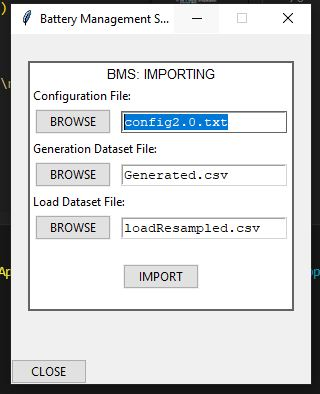 Battery Management S...
BMS: IMPORTING
Configuration File:
BROWSE config2.0.txt
Generation Dataset File:
BROWSE Generated.csv
Load Dataset File:
BROWSE loadResampled.csv
IMPORT
CLOSE